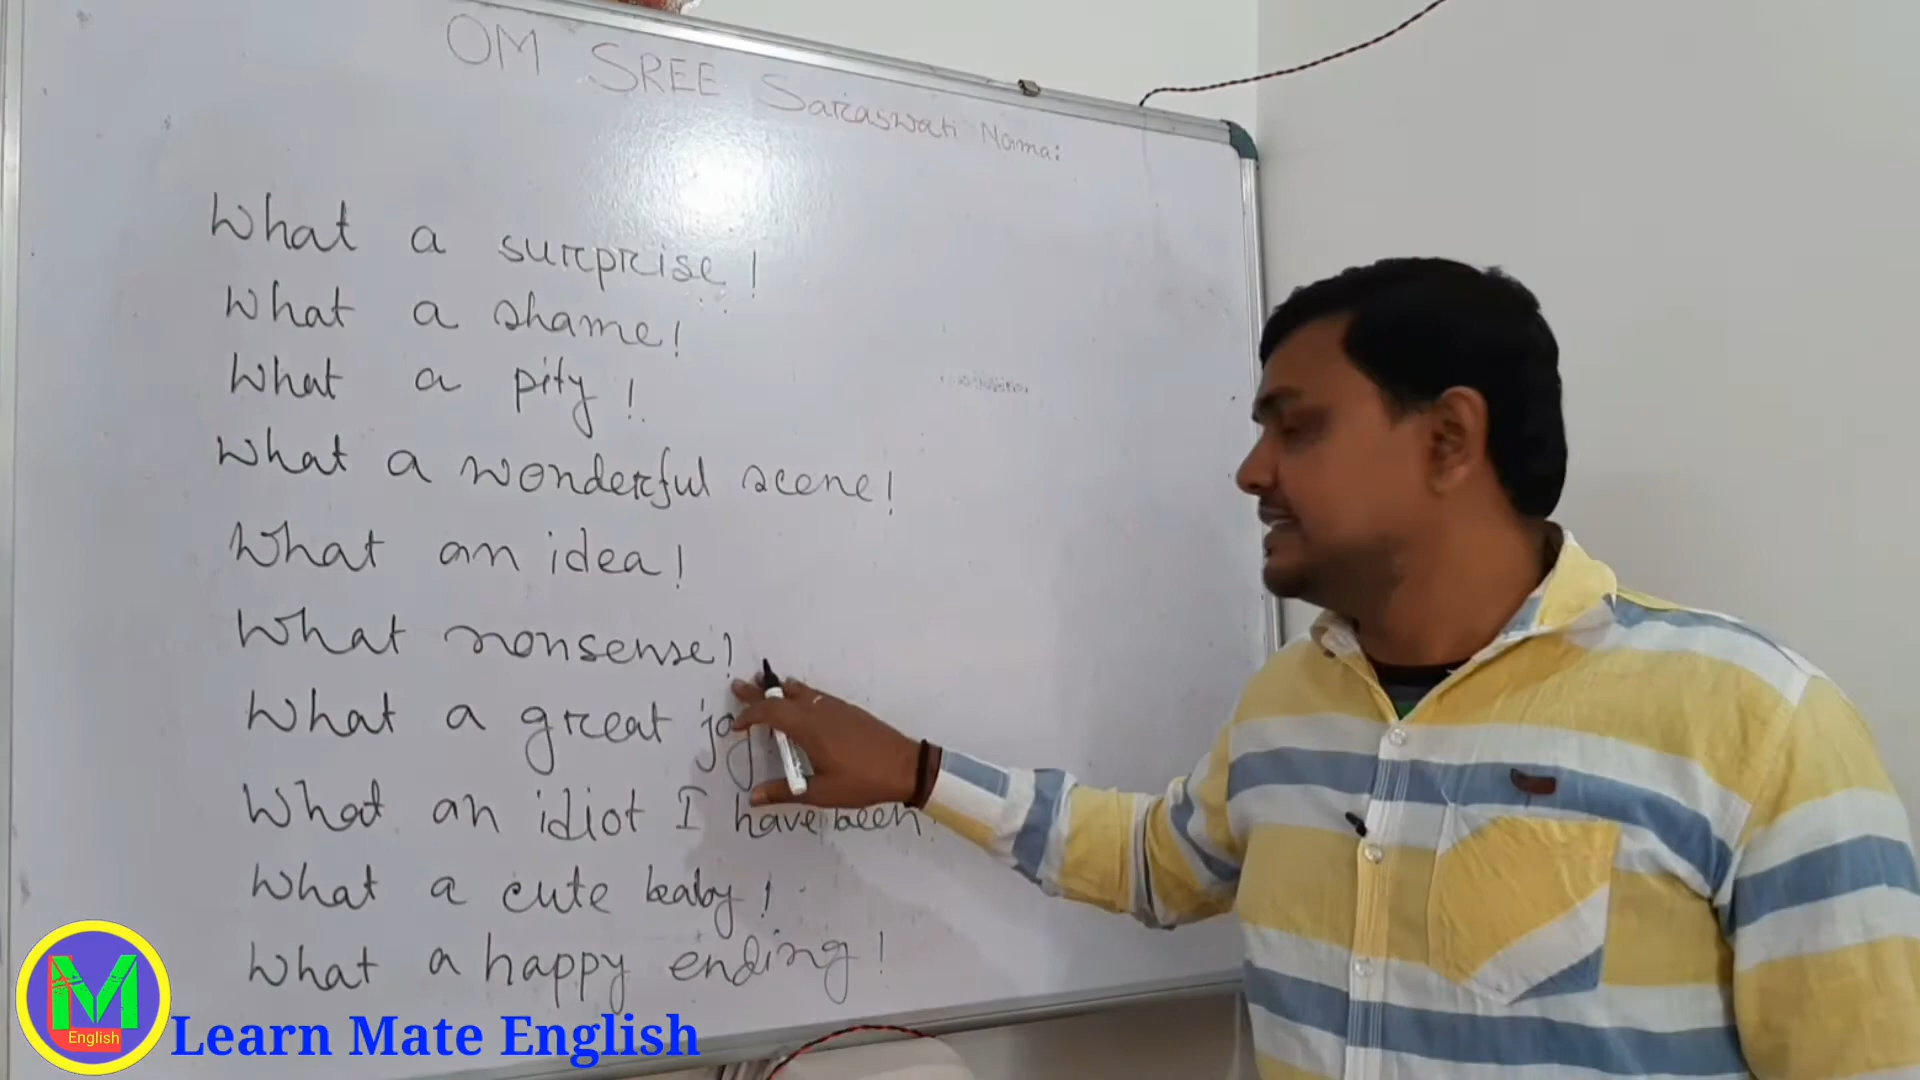 OM SREE Saraswati Nama:
What a surprise!
What a shame!
What a pity!
What a wonderful scene!
What an idea!
What nonsense!
What a great joy
What an idiot I have been
What a cute baby!
What a happy ending!
M
English
Learn Mate English